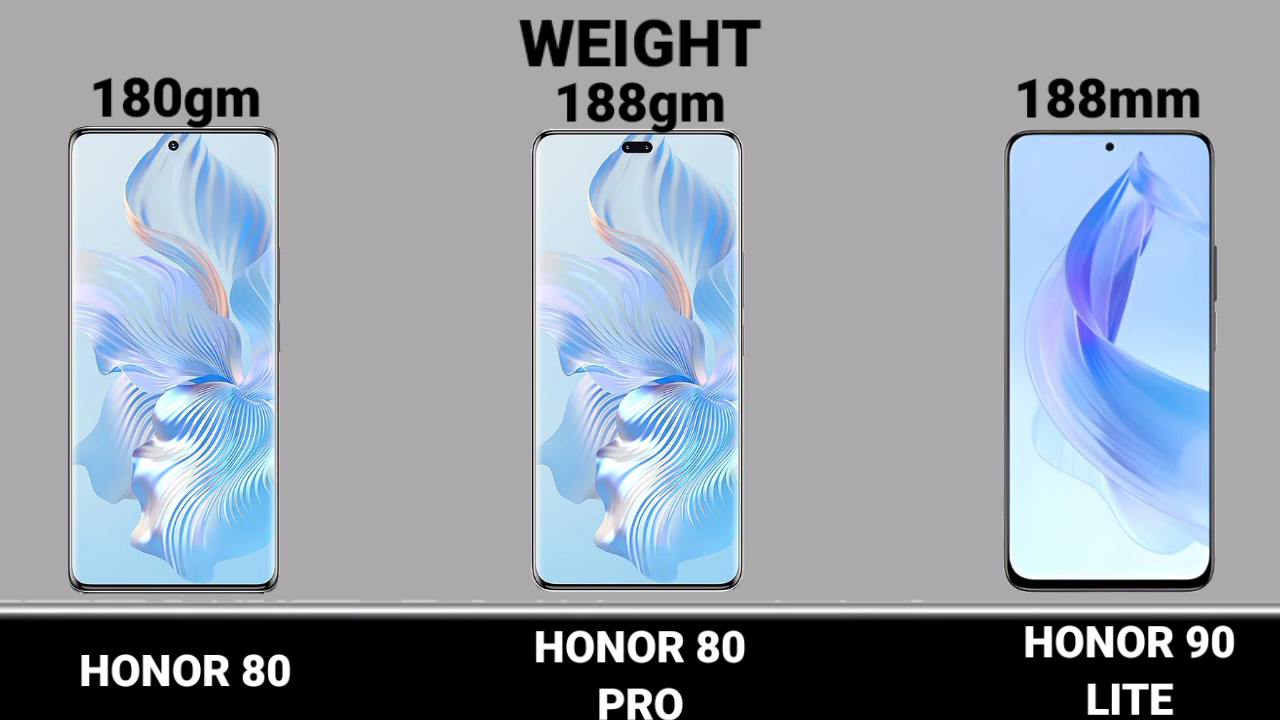 WEIGHT
180gm
188gm
188mm
HONOR 80
HONOR 80
PRO
HONOR 90
LITE